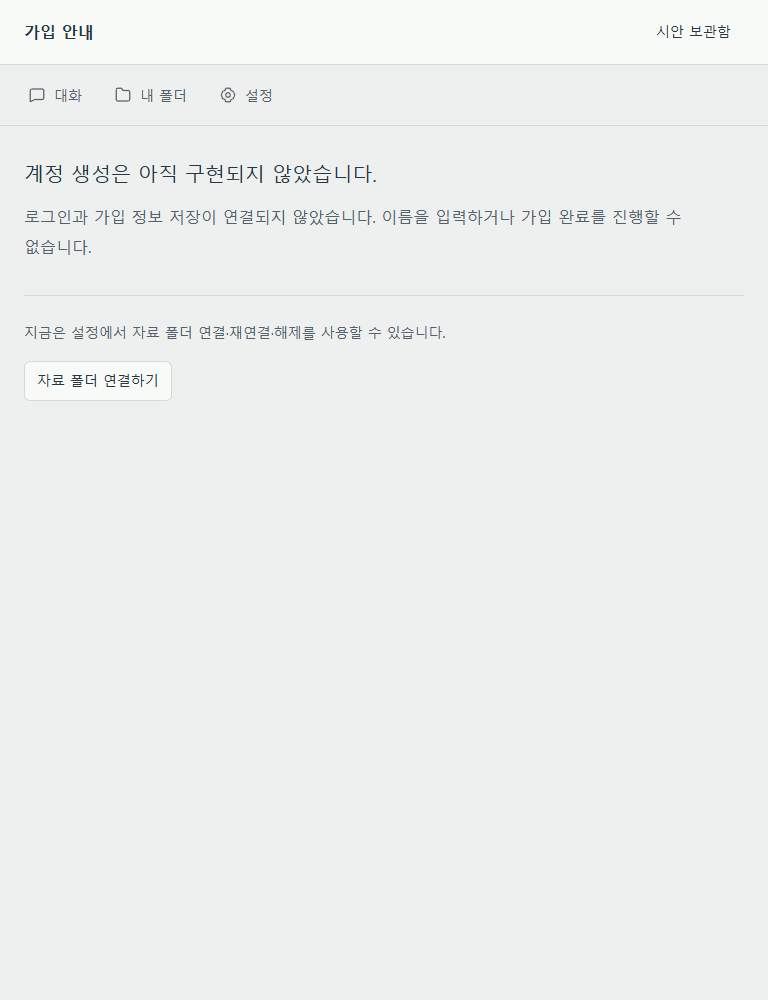 가입 안내
시안 보관함
대화
내 폴더
설정
계정 생성은 아직 구현되지 않았습니다.
로그인과 가입 정보 저장이 연결되지 않았습니다. 이름을 입력하거나 가입 완료를 진행할 수
없습니다.
지금은 설정에서 자료 폴더 연결·재연결·해제를 사용할 수 있습니다.
자료 폴더 연결하기